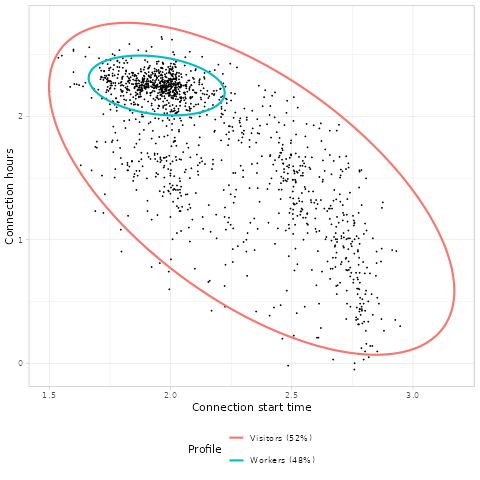 Connection hours
2
1
0
1.5 2.0 2.5 3.0
Connection start time
Profile
Visitors (52%)
Workers (48%)